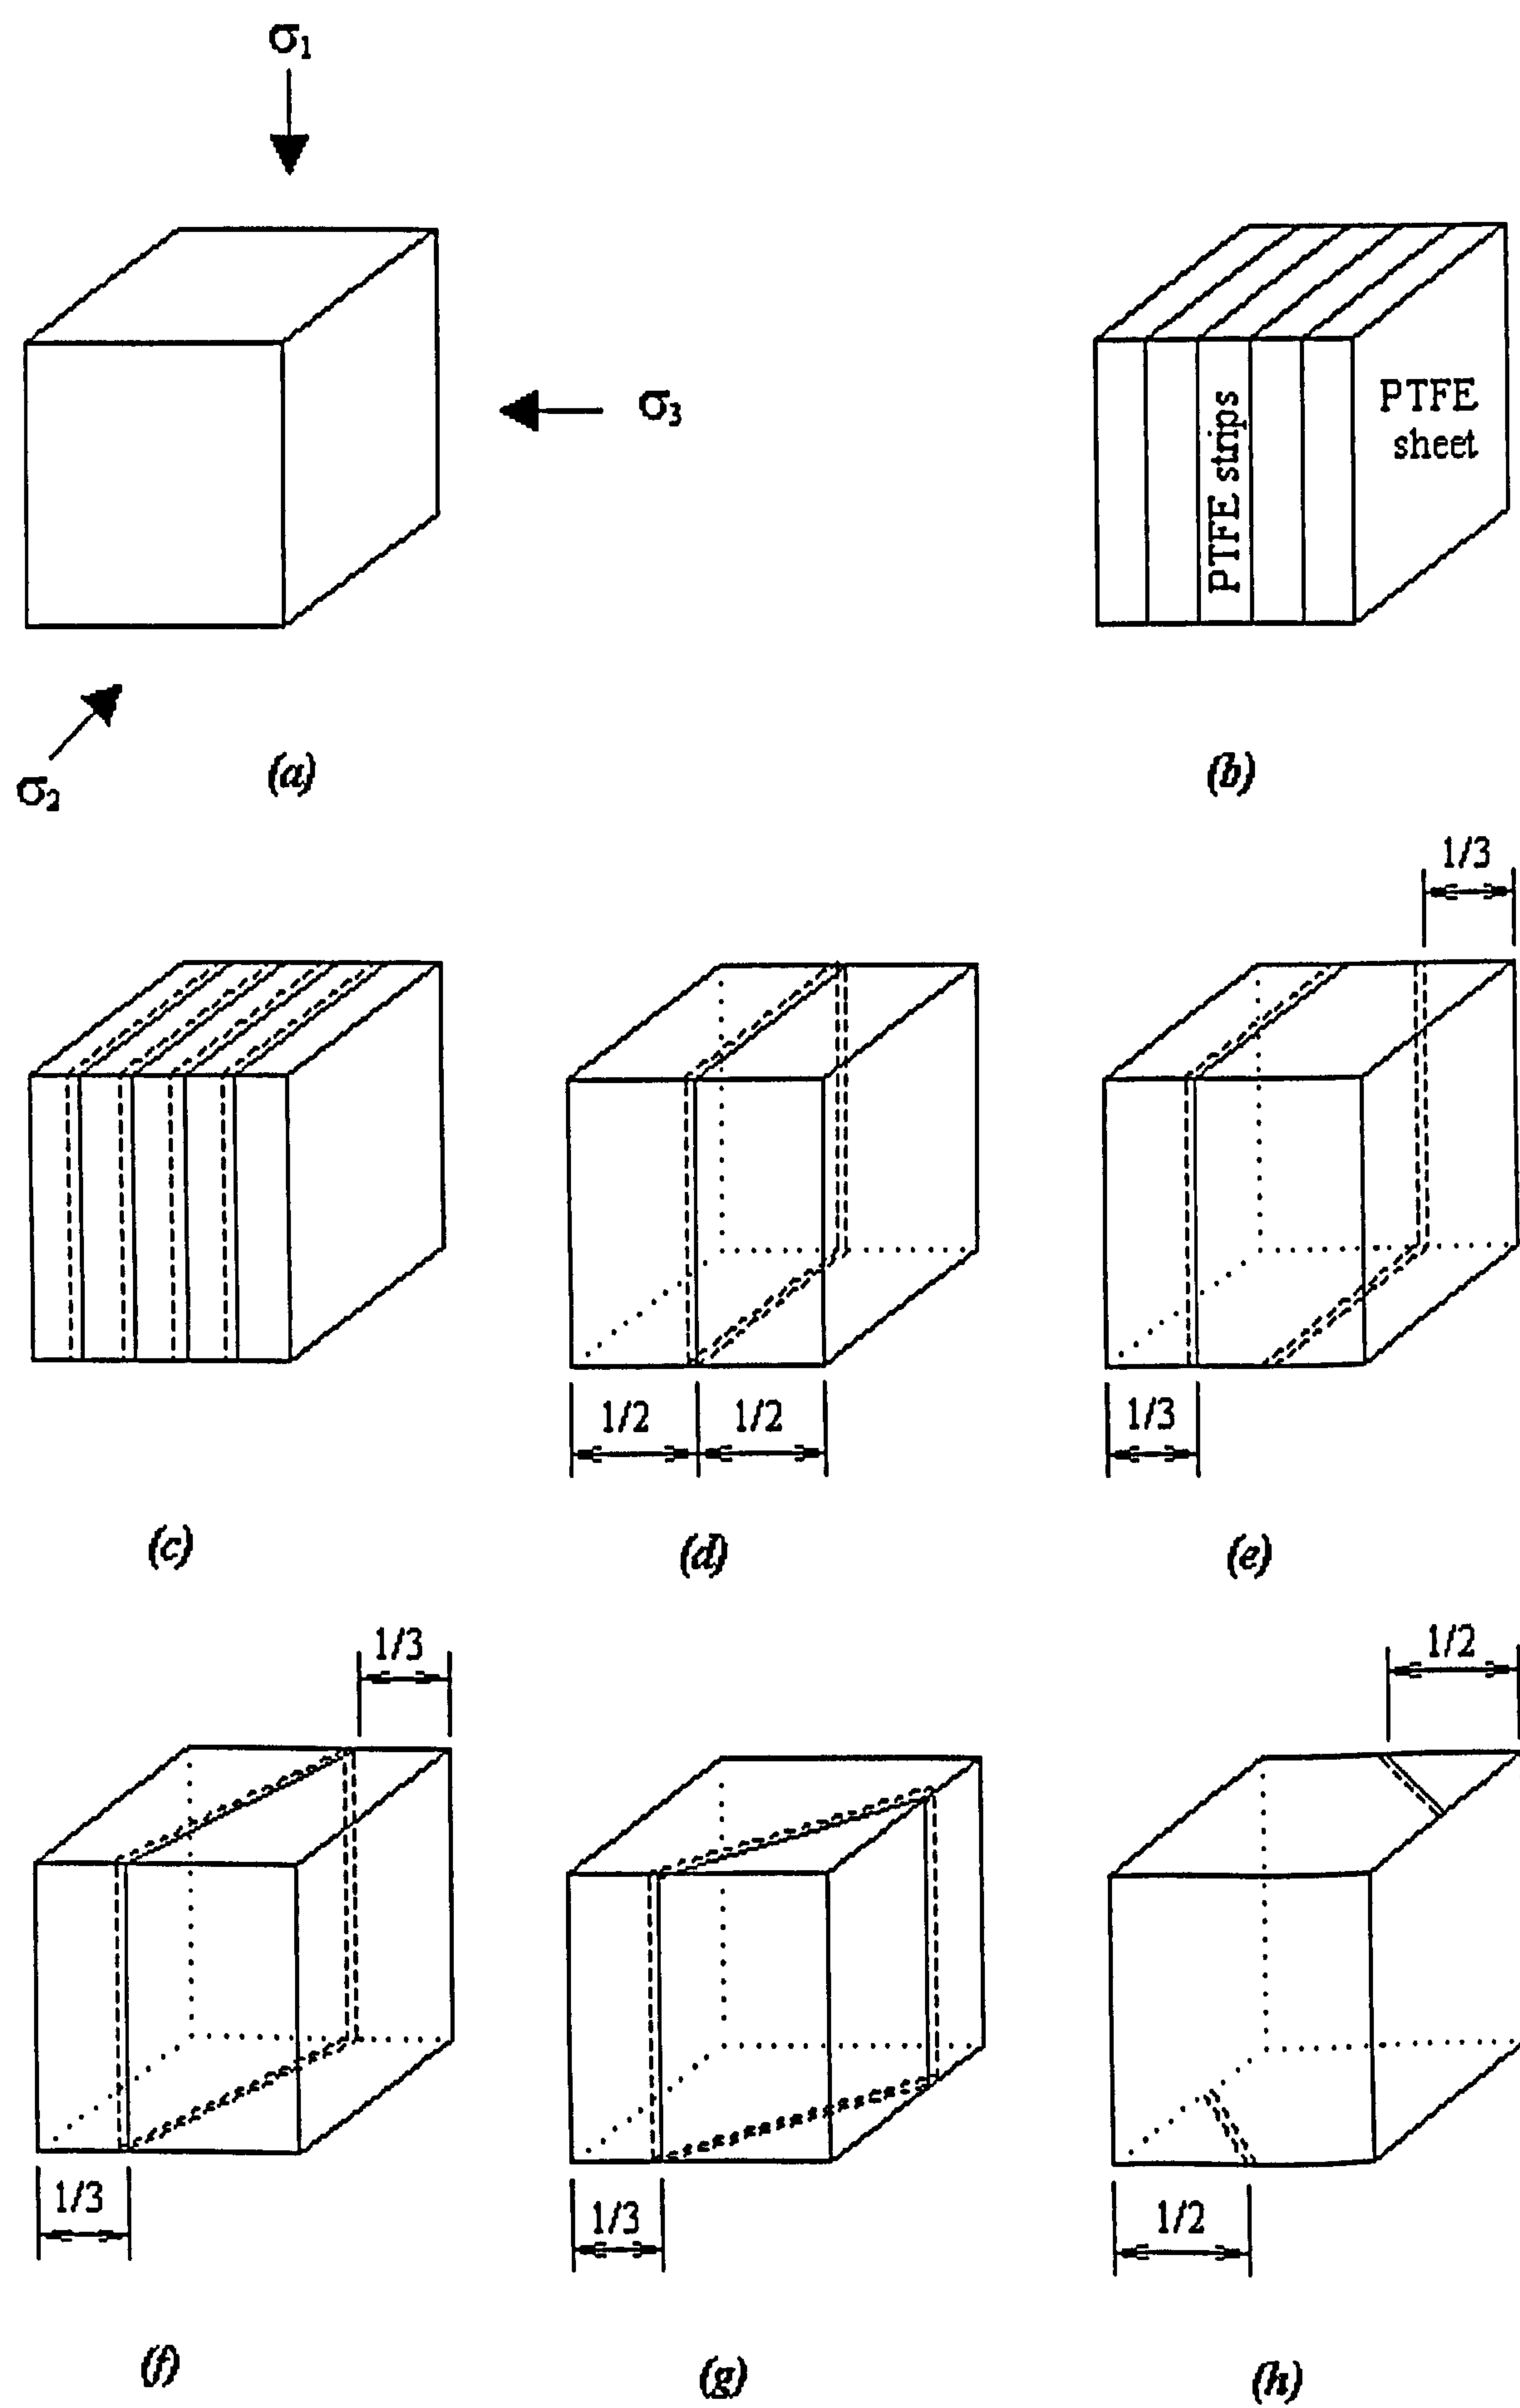 σ₁
σ₃
σ₂
(a)
PTFE strips
PTFE
sheet
(b)
1/3
1/2
1/2
1/3
(c)
(d)
(e)
1/3
1/2
1/3
1/3
1/2
(f)
(g)
(h)